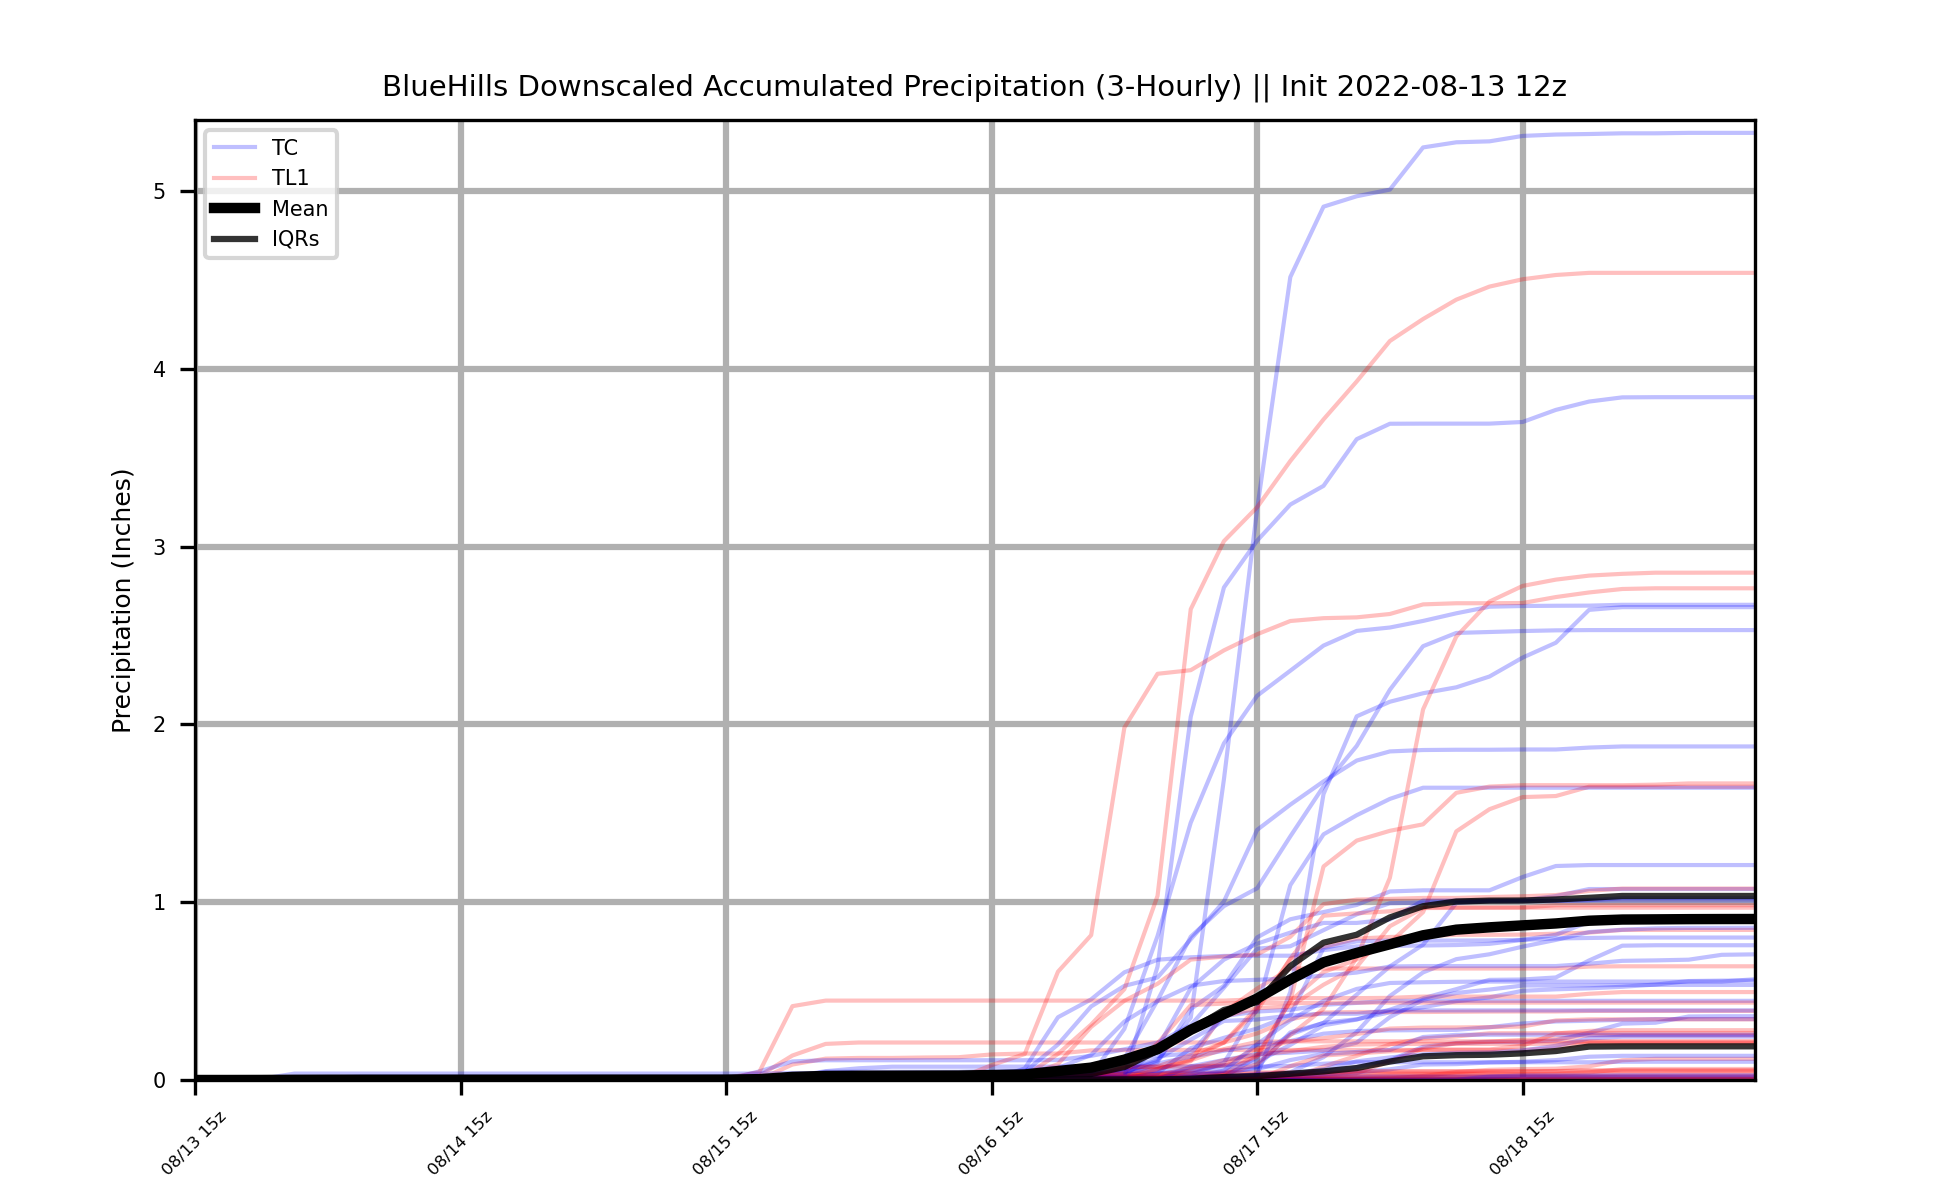 BlueHills Downscaled Accumulated Precipitation (3-Hourly) || Init 2022-08-13 12z
TC
TL1
Mean
IQRs
Precipitation (Inches)
5
4
3
2
1
0
08/13 15z
08/14 15z
08/15 15z
08/16 15z
08/17 15z
08/18 15z